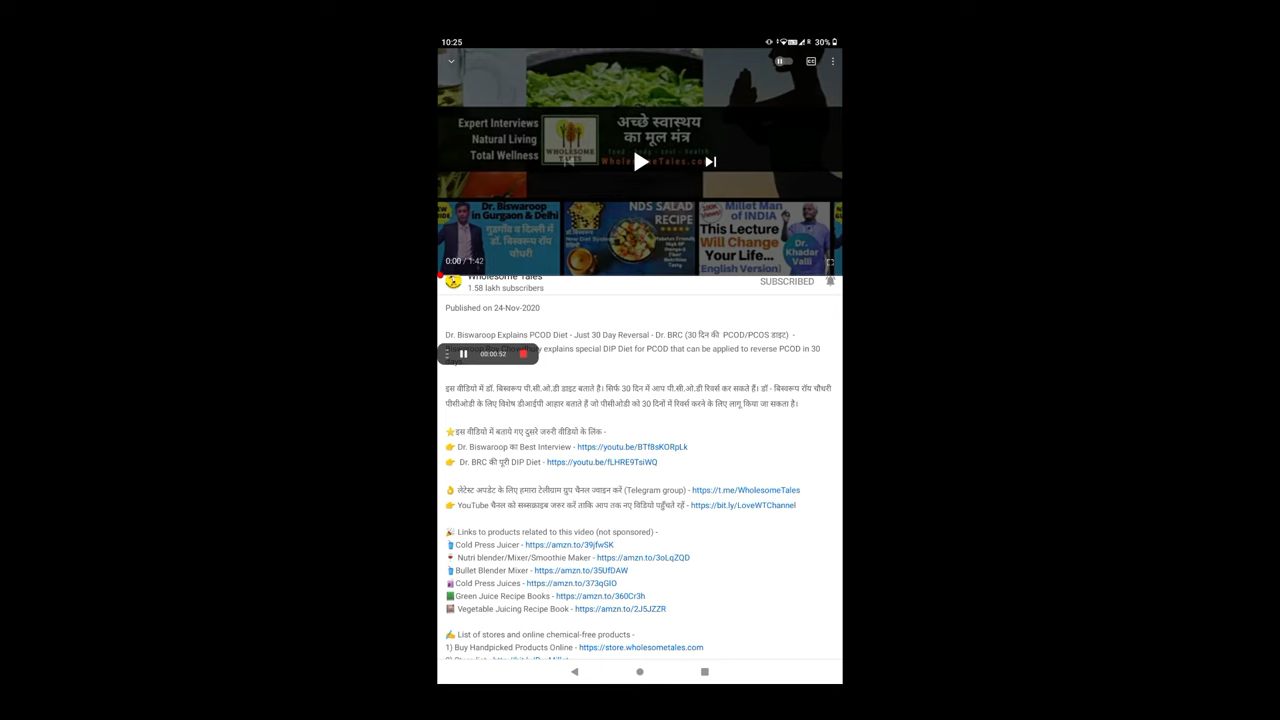 10:25
30%
Expert Interviews
Natural Living
Total Wellness
WHOLESOME
TALES
अच्छे स्वास्थय
का मूल मंत्र
Dr. Biswaroop
in Gurgaon & Delhi
गुड़गाँव व दिल्ली में
डॉ. बिस्वरूप रॉय
चौधरी
NDS SALAD
RECIPE
Millet Man of
of INDIA
This Lecture
Will Change
Your Life...
English Version)
Dr.
Khadar
Valli
0:00 / 1:42
Wholesome Tales
1.58 lakh subscribers
SUBSCRIBED
Published on 24-Nov-2020
Dr. Biswaroop Explains PCOD Diet - Just 30 Day Reversal - Dr. BRC (30 दिन की PCOD/PCOS डाइट) -
explains special DIP Diet for PCOD that can be applied to reverse PCOD in 30
00:00:52
इस वीडियो में डॉ. बिस्वरूप पी.सी.ओ.डी डाइट बताते है। सिर्फ 30 दिन में आप पी.सी.ओ.डी रिवर्स कर सकते हैं। डॉ - बिस्वरूप रॉय चौधरी
पीसीओडी के लिए विशेष डीआईपी आहार बताते हैं जो पीसीओडी को 30 दिनों में रिवर्स करने के लिए लागू किया जा सकता है।
⭐इस वीडियो में बताये गए दुसरे जरुरी वीडियो के लिंक -
👉 Dr. Biswaroop का Best Interview - https://youtu.be/BTf8sKORpLk
👉 Dr. BRC की पूरी DIP Diet - https://youtu.be/fLHRE9TsiWQ
👌 लेटेस्ट अपडेट के लिए हमारा टेलीग्राम ग्रुप चैनल ज्वाइन करें (Telegram group) - https://t.me/WholesomeTales
👉 YouTube चैनल को सब्सक्राइब जरुर करें ताकि आप तक नए विडियो पहुँचते रहें - https://bit.ly/LoveWTChannel
🎉 Links to products related to this video (not sponsored) -
Cold Press Juicer - https://amzn.to/39jfwSK
🍷 Nutri blender/Mixer/Smoothie Maker - https://amzn.to/3oLqZQD
Bullet Blender Mixer - https://amzn.to/35UfDAW
Cold Press Juices - https://amzn.to/373qGIO
📗Green Juice Recipe Books - https://amzn.to/360Cr3h
Vegetable Juicing Recipe Book - https://amzn.to/2J5JZZR
✍ List of stores and online chemical-free products -
1) Buy Handpicked Products Online - https://store.wholesometales.com